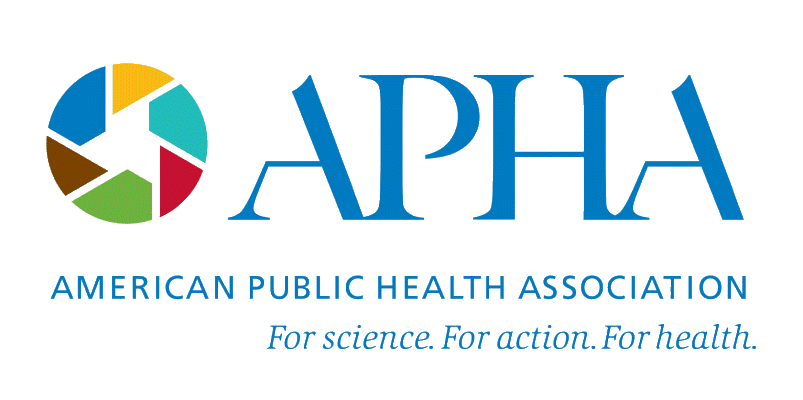 APHA
AMERICAN PUBLIC HEALTH ASSOCIATION
For science. For action. For health.